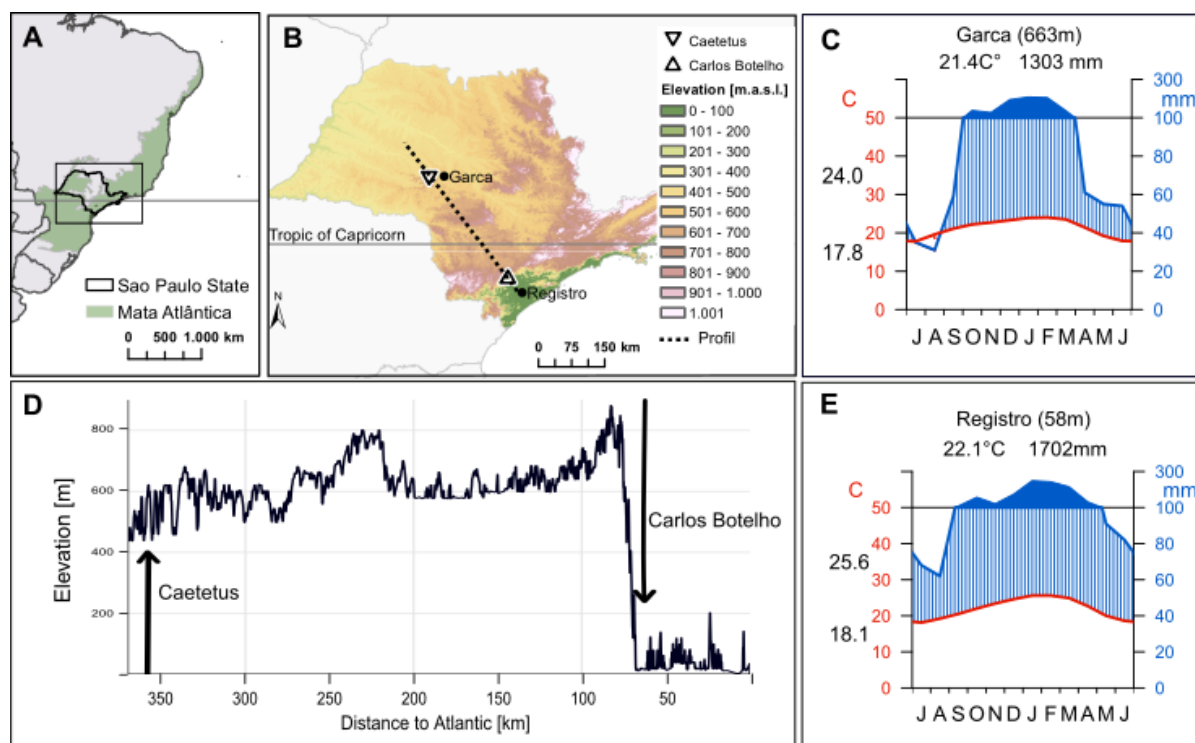 A
Sao Paulo State
Mata Atlântica
0 500 1.000 km
B
Caetetus
Carlos Botelho
Elevation [m.a.s.l.]
0 - 100
101 - 200
201 - 300
301 - 400
401 - 500
501 - 600
601 - 700
701 - 800
801 - 900
901 - 1.000
1.001
Profil
Garca
Tropic of Capricorn
Registro
N
0 75 150 km
C
Garca (663m)
21.4C° 1303 mm
C
300
mm
50
100
40
80
30
60
24.0
20
40
17.8
10
20
0
0
J A S O N D J F M A M J
D
Elevation [m]
800
600
400
200
Caetetus
Carlos Botelho
350 300 250 200 150 100 50 0
Distance to Atlantic [km]
E
Registro (58m)
22.1°C 1702mm
C
300
mm
50
100
40
80
25.6
30
60
20
40
18.1
10
20
0
0
J A S O N D J F M A M J